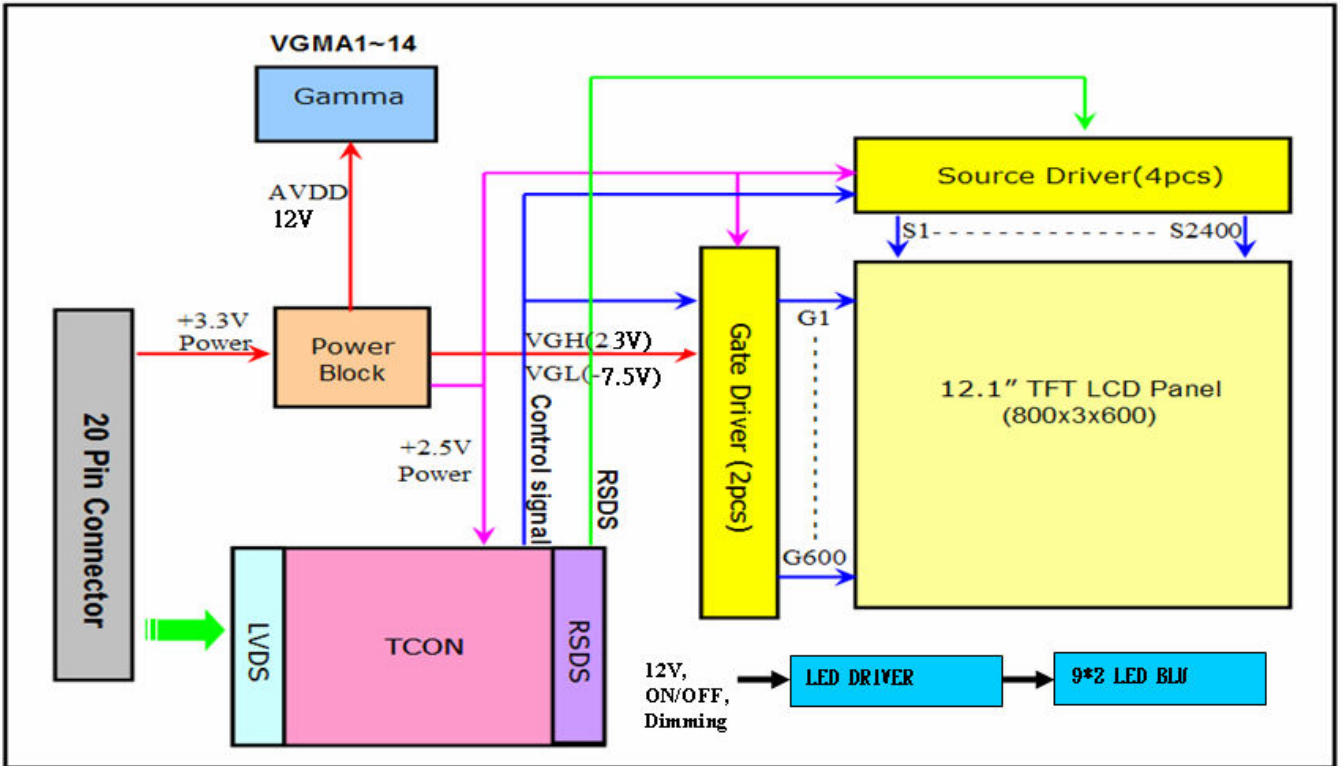 VGMA1~14
Gamma
AVDD
12V
Source Driver(4pcs)
S1- - - - - - - - - - - - - - S2400
+3.3V
Power
Power
Block
VGH(23V)
VGL(-7.5V)
+2.5V
Power
Control signal
RSDS
Gate Driver (2pcs)
G1
G600
12.1" TFT LCD Panel
(800x3x600)
20 Pin Connector
LVDS
TCON
RSDS
12V,
ON/OFF,
Dimming
LED DRIVER
9*2 LED BLU